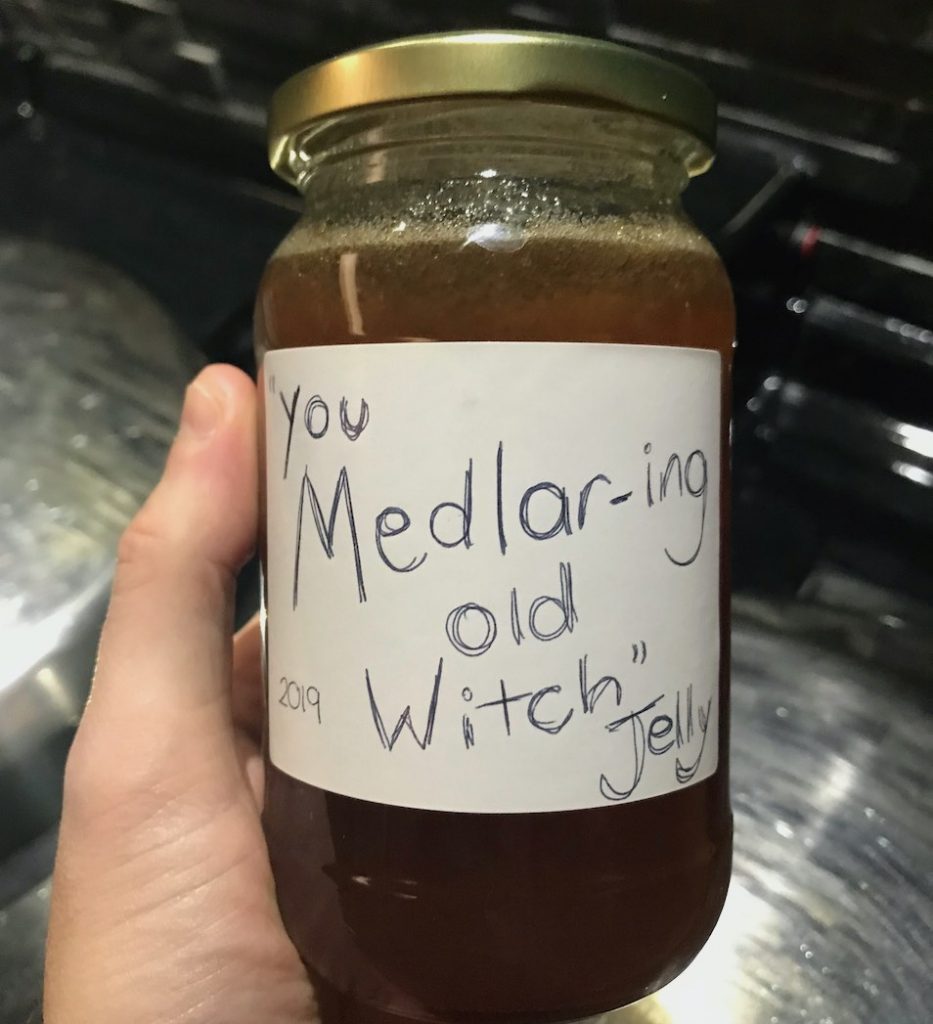 "you
Medlar-ing
old
Witch"
2019
Jelly